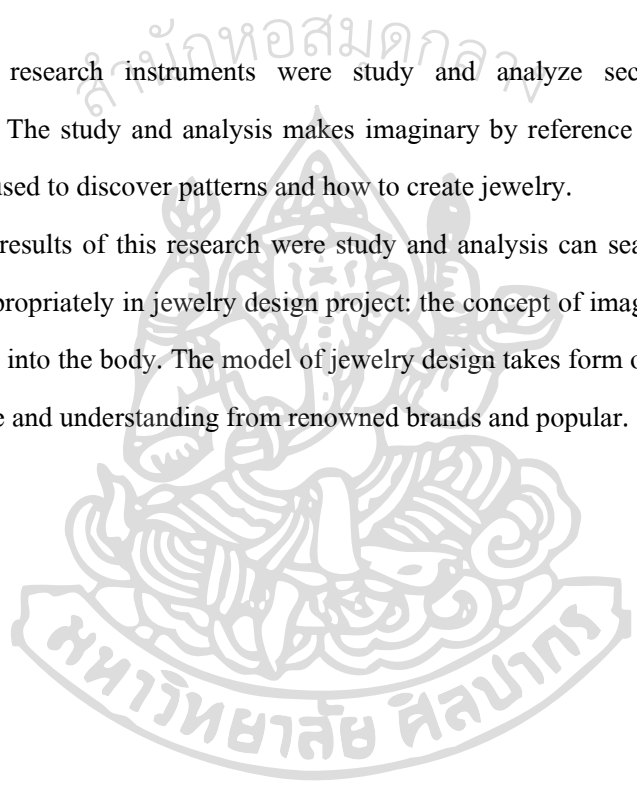 สำนักหอสมุดกลาง
research instruments were study and analyze sec
The study and analysis makes imaginary by reference
used to discover patterns and how to create jewelry.
results of this research were study and analysis can sea
propriately in jewelry design project: the concept of imag
into the body. The model of jewelry design takes form o
e and understanding from renowned brands and popular.
มหาวิทยาลัย ศิลปากร